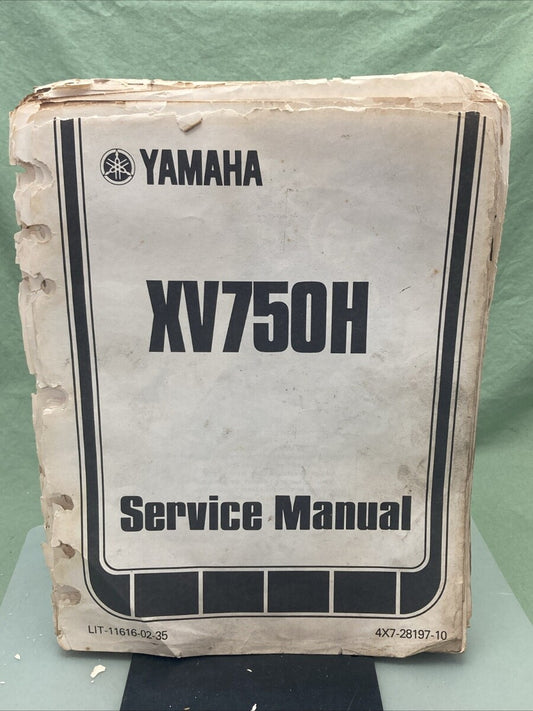 YAMAHA
XV750H
Service Manual
LIT-11616-02-35 4X7-28197-10